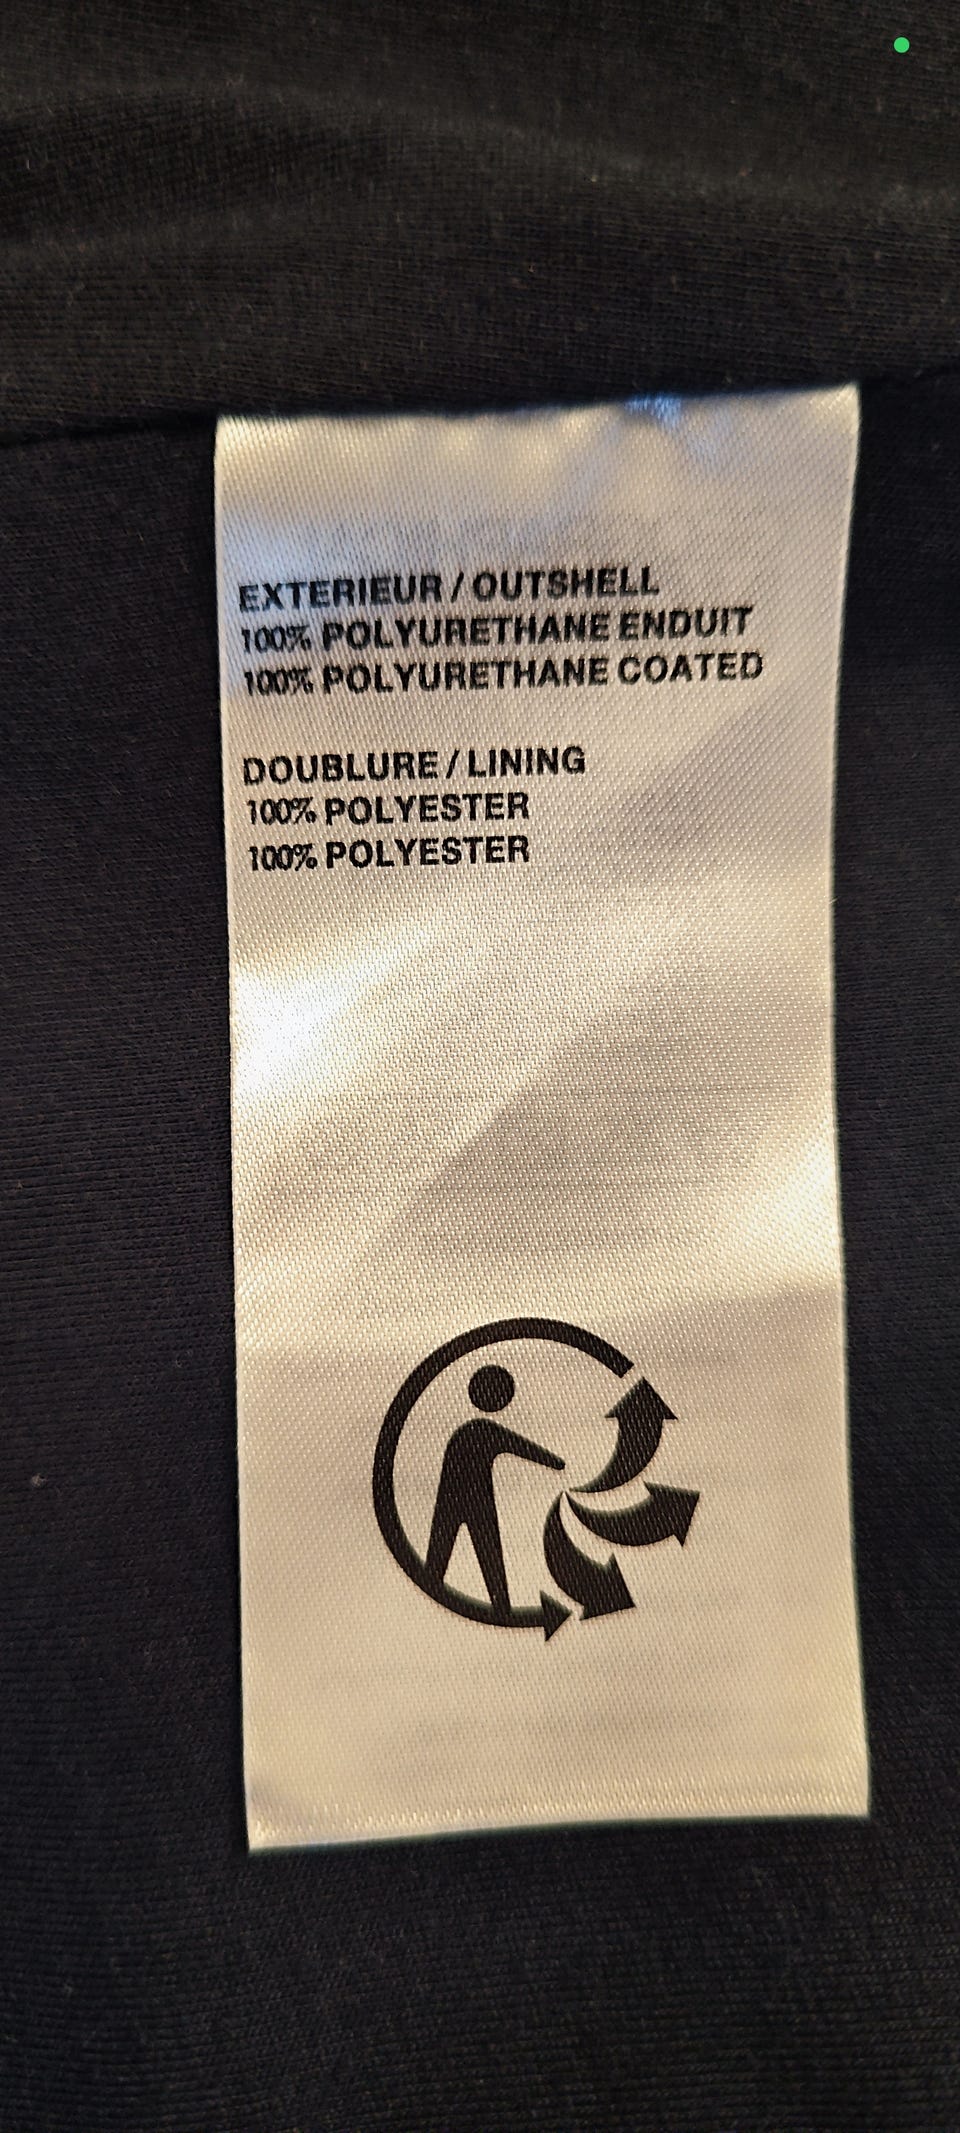 EXTERIEUR / OUTSHELL
100% POLYURETHANE ENDUIT
100% POLYURETHANE COATED
DOUBLURE / LINING
100% POLYESTER
100% POLYESTER